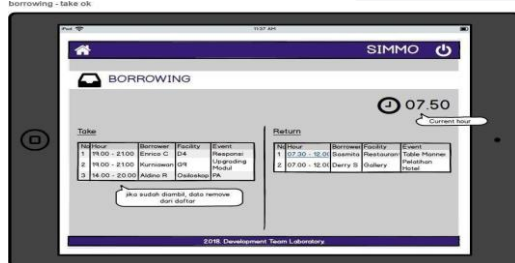 borrowing - take ok
iPad
11:37 AM
SIMMO
BORROWING
07.50
Current hour
Take
No Hour Borrower Facility Event
1 19.00 - 21.00 Enrico C D4 Responsi
2 19.00 - 21.00 Kurniawan G9 Upgrading Modul
3 14.00 - 20.00 Aldino R Osiloskop PA
jika sudah diambil, data remove
dari daftar
Return
No Hour Borrower Facility Event
1 07.30 - 12.00 Sasmita Restauran Table Manner
2 07.00 - 12.00 Derry S Gallery Pelatihan Hotel
2018. Development Team Laboratory.